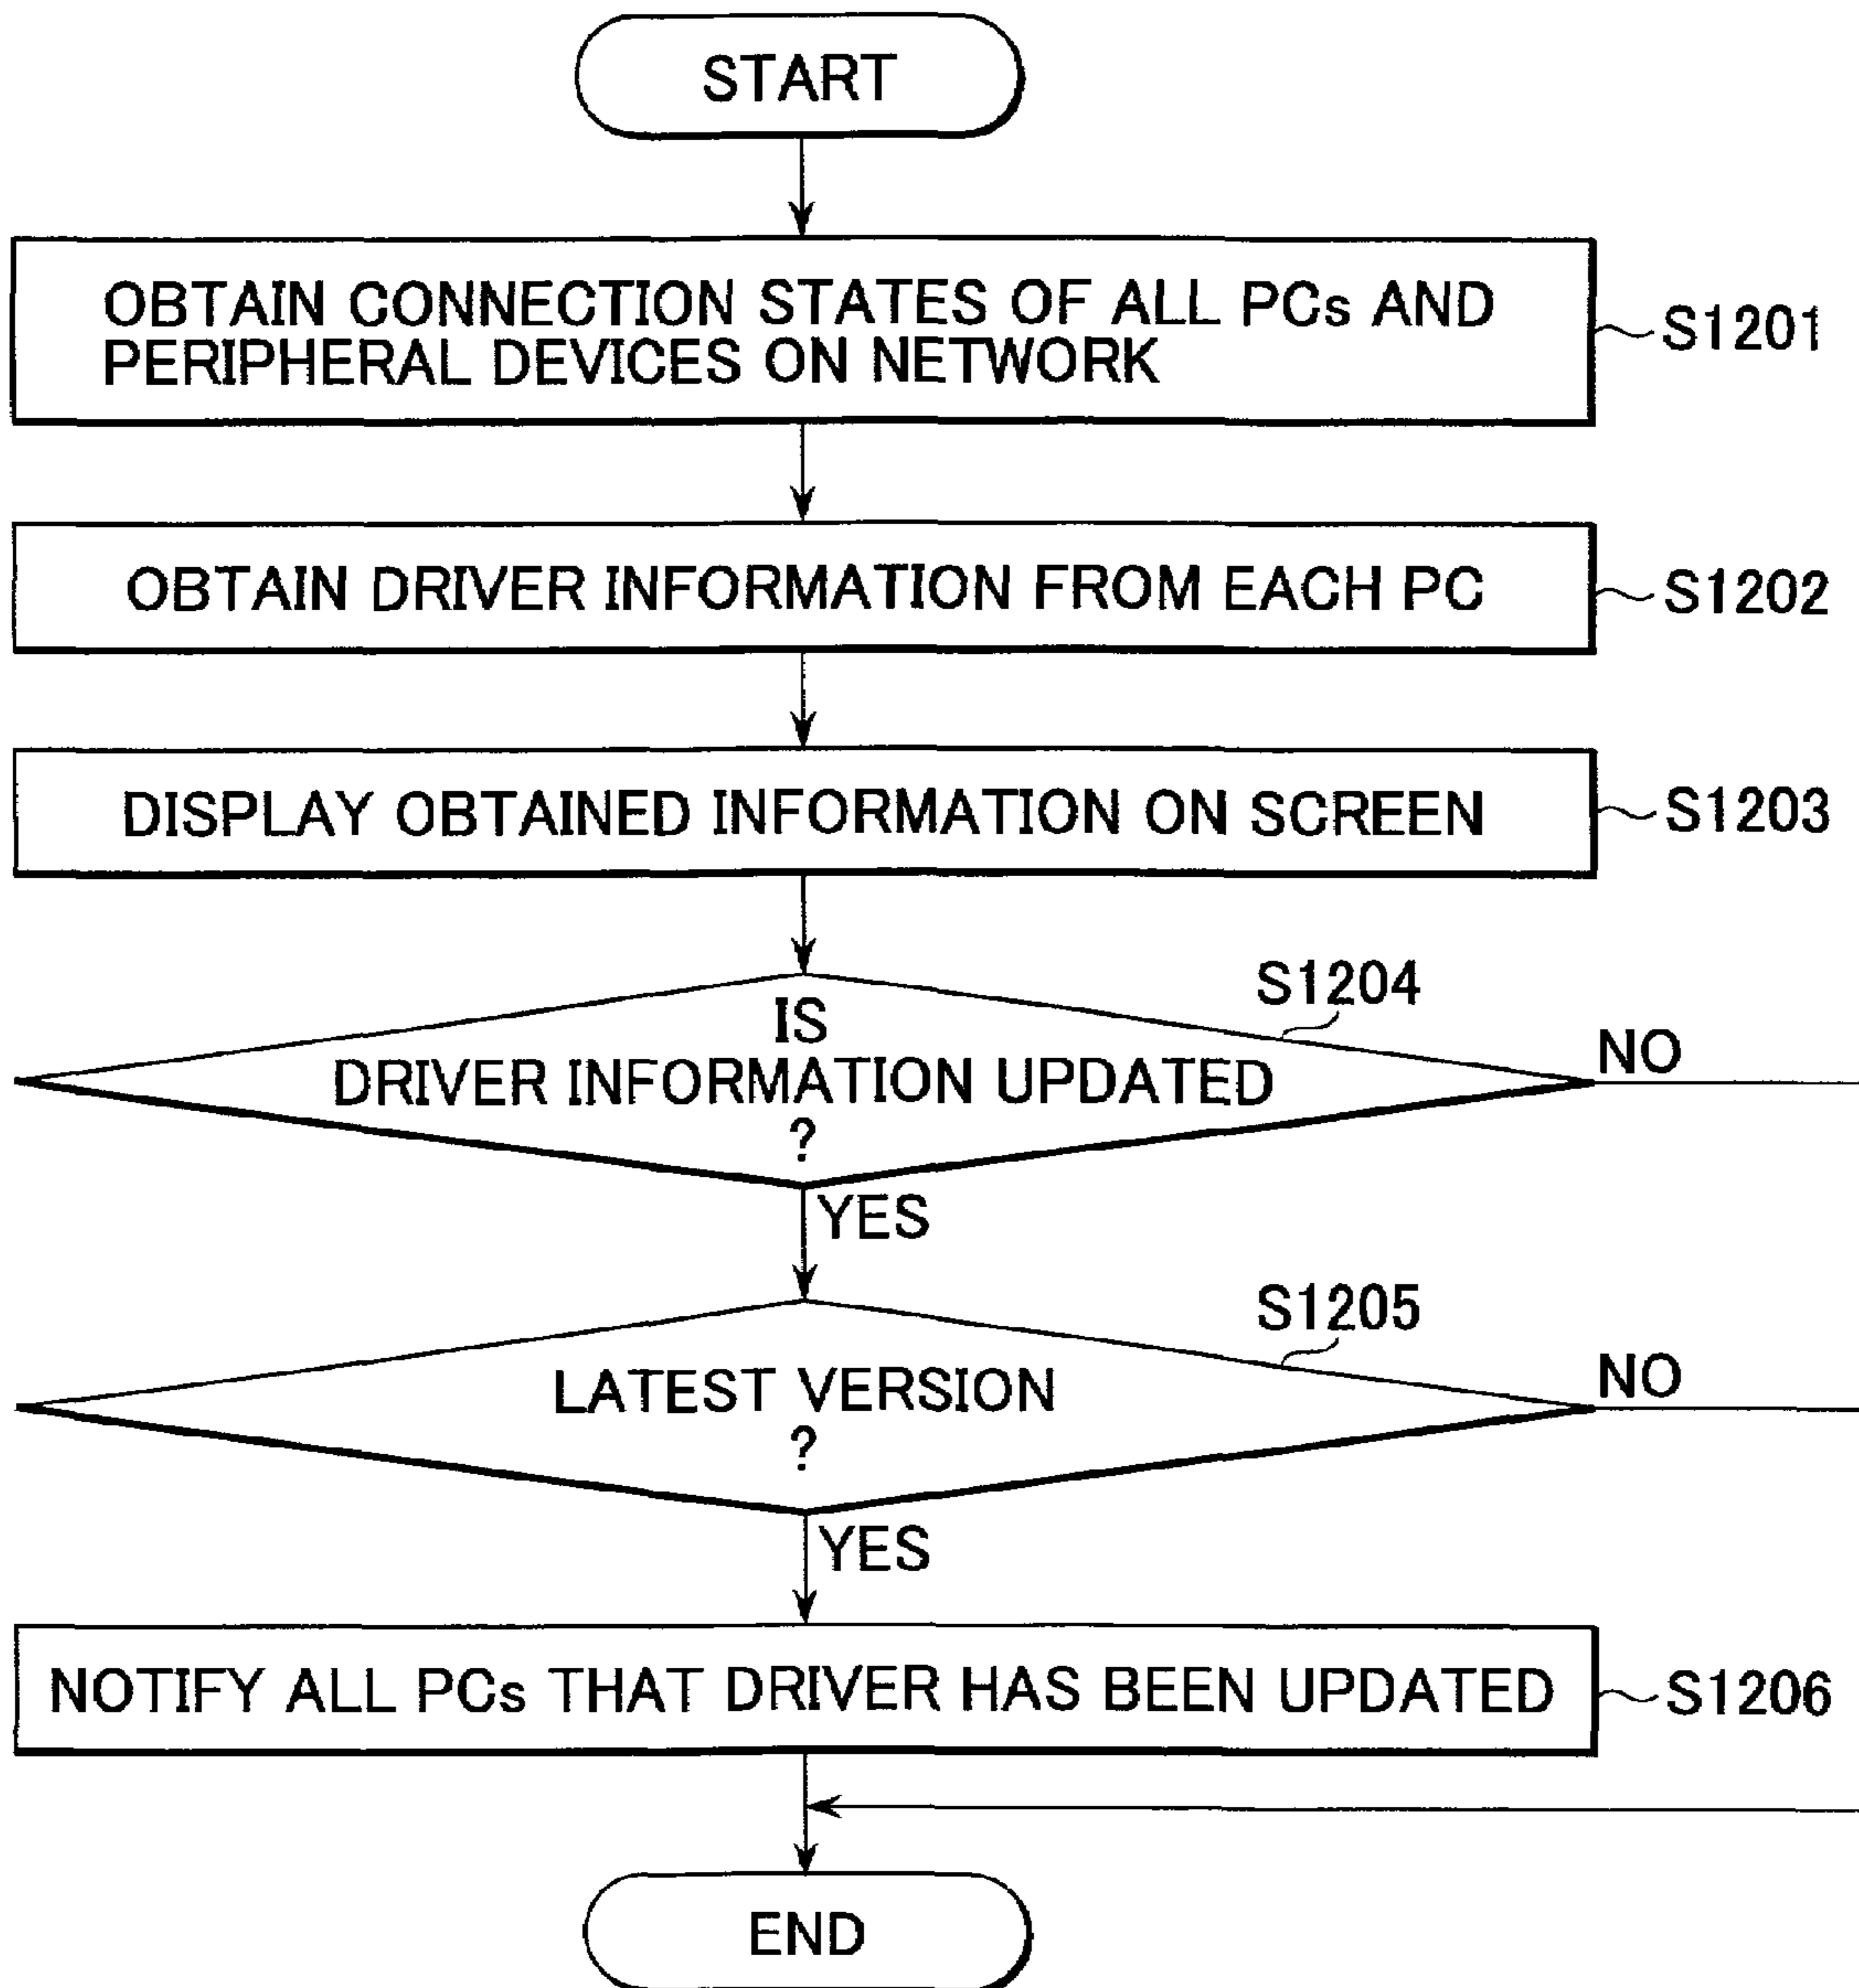 START
OBTAIN CONNECTION STATES OF ALL PCs AND
PERIPHERAL DEVICES ON NETWORK
S1201
OBTAIN DRIVER INFORMATION FROM EACH PC
S1202
DISPLAY OBTAINED INFORMATION ON SCREEN
S1203
S1204
IS
DRIVER INFORMATION UPDATED
?
NO
YES
S1205
LATEST VERSION
?
NO
YES
NOTIFY ALL PCs THAT DRIVER HAS BEEN UPDATED
S1206
END